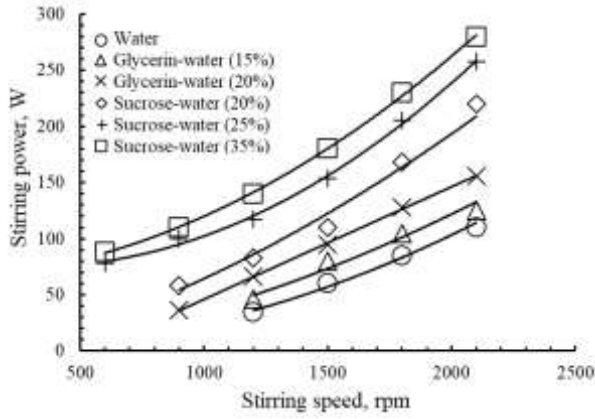 300
250
200
150
100
50
0
Stirring power, W
Water
Glycerin-water (15%)
Glycerin-water (20%)
Sucrose-water (20%)
Sucrose-water (25%)
Sucrose-water (35%)
500 1000 1500 2000 2500
Stirring speed, rpm